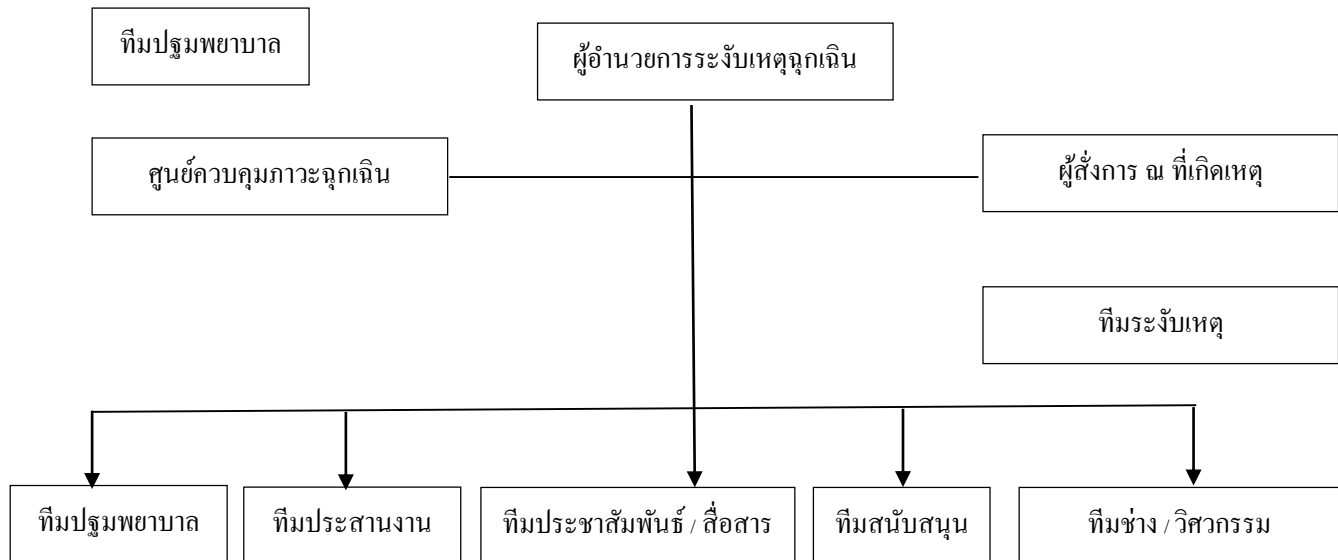 ทีมปฐมพยาบาล
ผู้อำนวยการระงับเหตุฉุกเฉิน
ศูนย์ควบคุมภาวะฉุกเฉิน
ผู้สั่งการ ณ ที่เกิดเหตุ
ทีมระงับเหตุ
ทีมปฐมพยาบาล
ทีมประสานงาน
ทีมประชาสัมพันธ์ / สื่อสาร
ทีมสนับสนุน
ทีมช่าง / วิศวกรรม